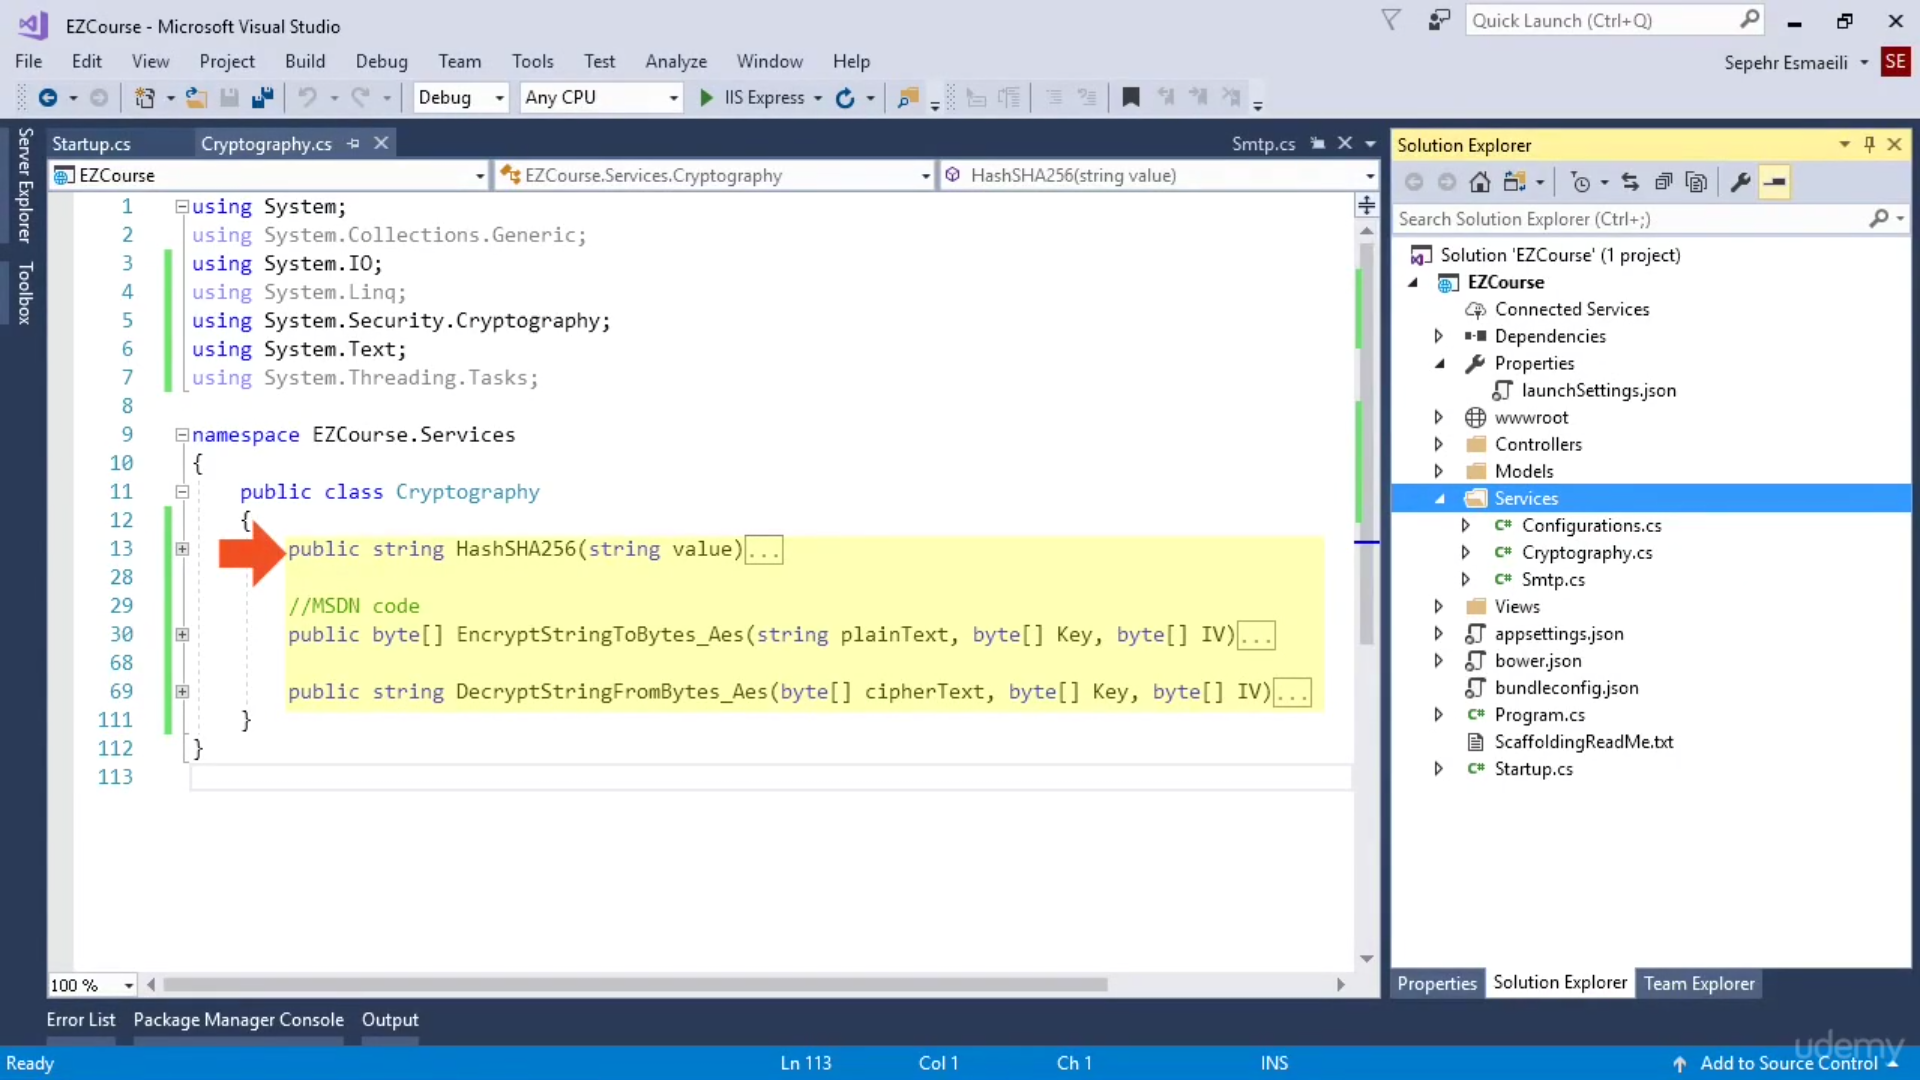 EZCourse - Microsoft Visual Studio
Quick Launch (Ctrl+Q)
File Edit View Project Build Debug Team Tools Test Analyze Window Help
Sepehr Esmaeili SE
Debug Any CPU IIS Express
Server Explorer
Toolbox
Startup.cs Cryptography.cs Smtp.cs
EZCourse EZCourse.Services.Cryptography HashSHA256(string value)
1 using System;
2 using System.Collections.Generic;
3 using System.IO;
4 using System.Linq;
5 using System.Security.Cryptography;
6 using System.Text;
7 using System.Threading.Tasks;
8
9 namespace EZCourse.Services
10 {
11 public class Cryptography
12 {
13 public string HashSHA256(string value)...
28
29 //MSDN code
30 public byte[] EncryptStringToBytes_Aes(string plainText, byte[] Key, byte[] IV)...
68
69 public string DecryptStringFromBytes_Aes(byte[] cipherText, byte[] Key, byte[] IV)...
111 }
112 }
113
100 %
Solution Explorer
Search Solution Explorer (Ctrl+;)
Solution 'EZCourse' (1 project)
EZCourse
Connected Services
Dependencies
Properties
launchSettings.json
wwwroot
Controllers
Models
Services
C# Configurations.cs
C# Cryptography.cs
C# Smtp.cs
Views
appsettings.json
bower.json
bundleconfig.json
C# Program.cs
ScaffoldingReadMe.txt
C# Startup.cs
Properties Solution Explorer Team Explorer
Error List Package Manager Console Output
Ready Ln 113 Col 1 Ch 1 INS Add to Source Control
udemy